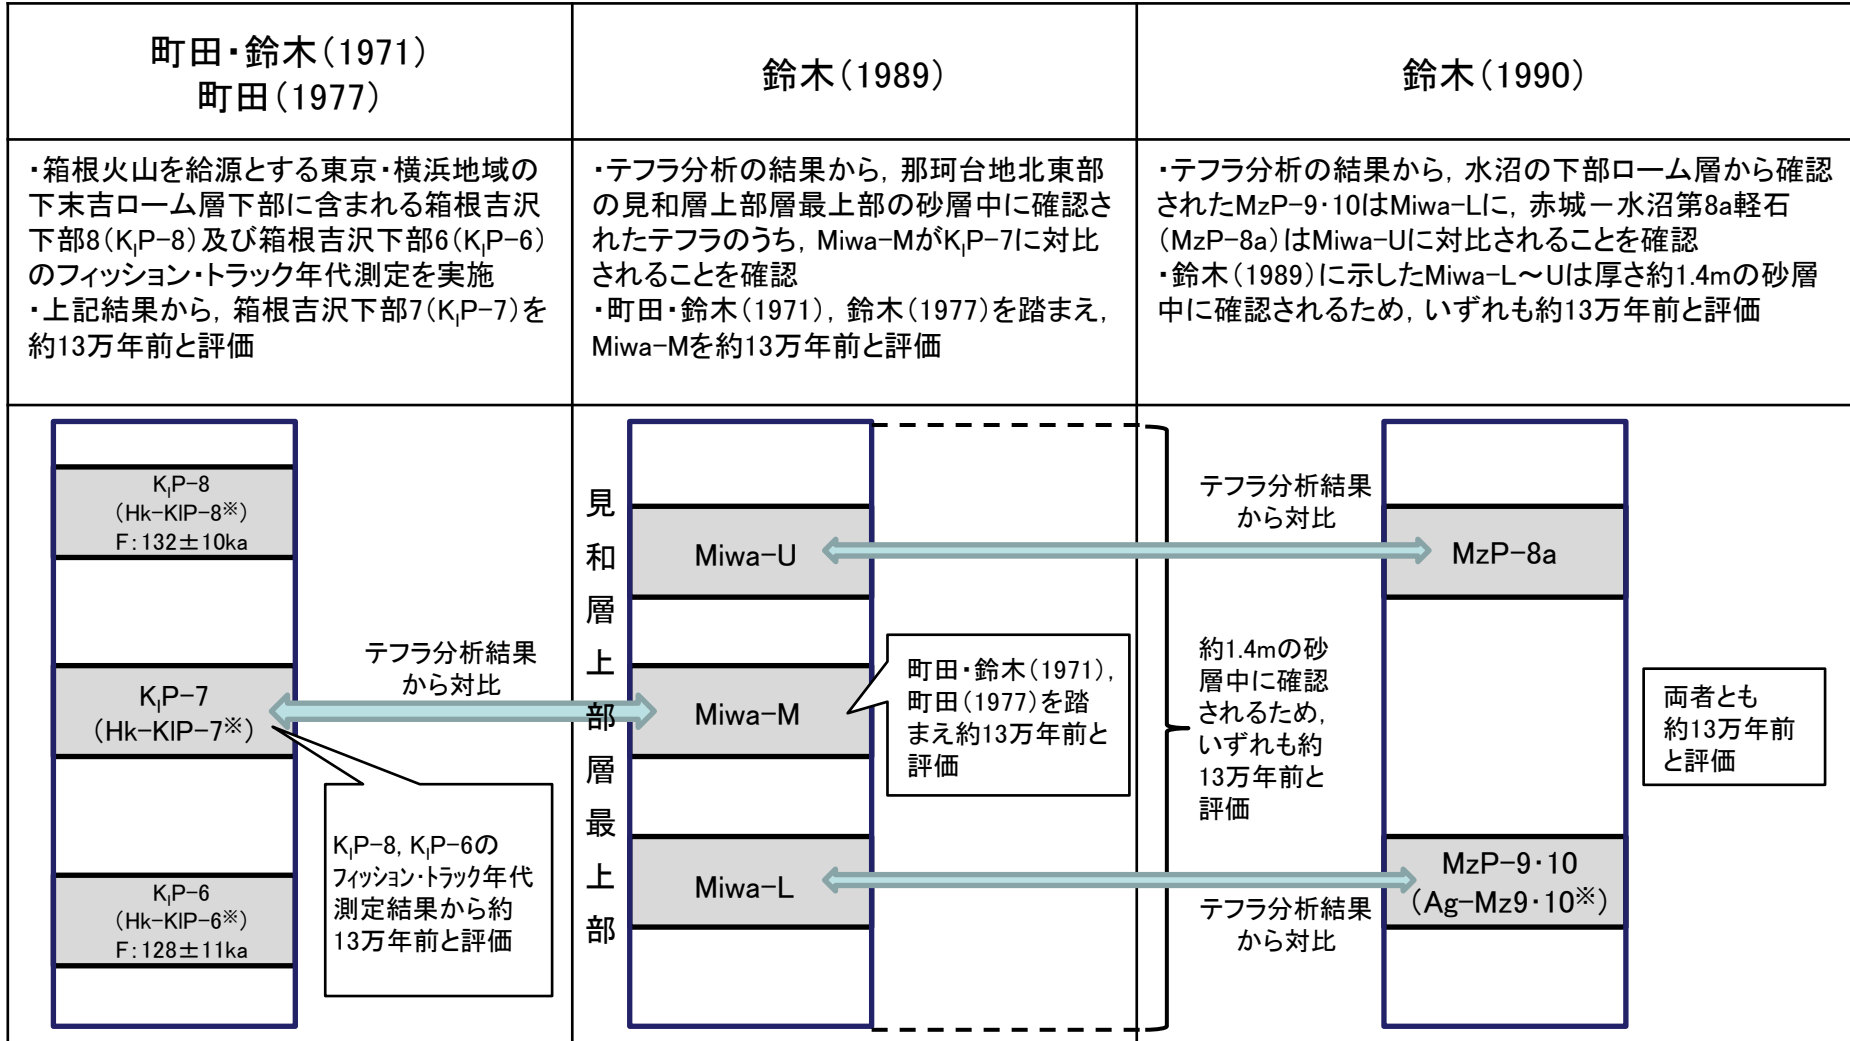 町田・鈴木(1971)
町田(1977)
鈴木(1989)
鈴木(1990)
・箱根火山を給源とする東京・横浜地域の
下末吉ローム層下部に含まれる箱根吉沢
下部8(KlP-8)及び箱根吉沢下部6(KlP-6)
のフィッション・トラック年代測定を実施
・上記結果から,箱根吉沢下部7(KlP-7)を
約13万年前と評価
・テフラ分析の結果から,那珂台地北東部
の見和層上部層最上部の砂層中に確認さ
れたテフラのうち,Miwa-MがKlP-7に対比
されることを確認
・町田・鈴木(1971),鈴木(1977)を踏まえ,
Miwa-Mを約13万年前と評価
・テフラ分析の結果から,水沼の下部ローム層から確認
されたMzP-9・10はMiwa-Lに,赤城-水沼第8a軽石
(MzP-8a)はMiwa-Uに対比されることを確認
・鈴木(1989)に示したMiwa-L~Uは厚さ約1.4mの砂層
中に確認されるため,いずれも約13万年前と評価
KlP-8
(Hk-KlP-8※)
F:132±10ka
KlP-7
(Hk-KlP-7※)
KlP-6
(Hk-KlP-6※)
F:128±11ka
テフラ分析結果
から対比
KlP-8, KlP-6の
フィッション・トラック年代
測定結果から約
13万年前と評価
見和層上部層最上部
Miwa-U
Miwa-M
Miwa-L
町田・鈴木(1971),
町田(1977)を踏
まえ約13万年前と
評価
テフラ分析結果
から対比
約1.4mの砂
層中に確認
されるため,
いずれも約
13万年前と
評価
テフラ分析結果
から対比
MzP-8a
MzP-9・10
(Ag-Mz9・10※)
両者とも
約13万年前
と評価